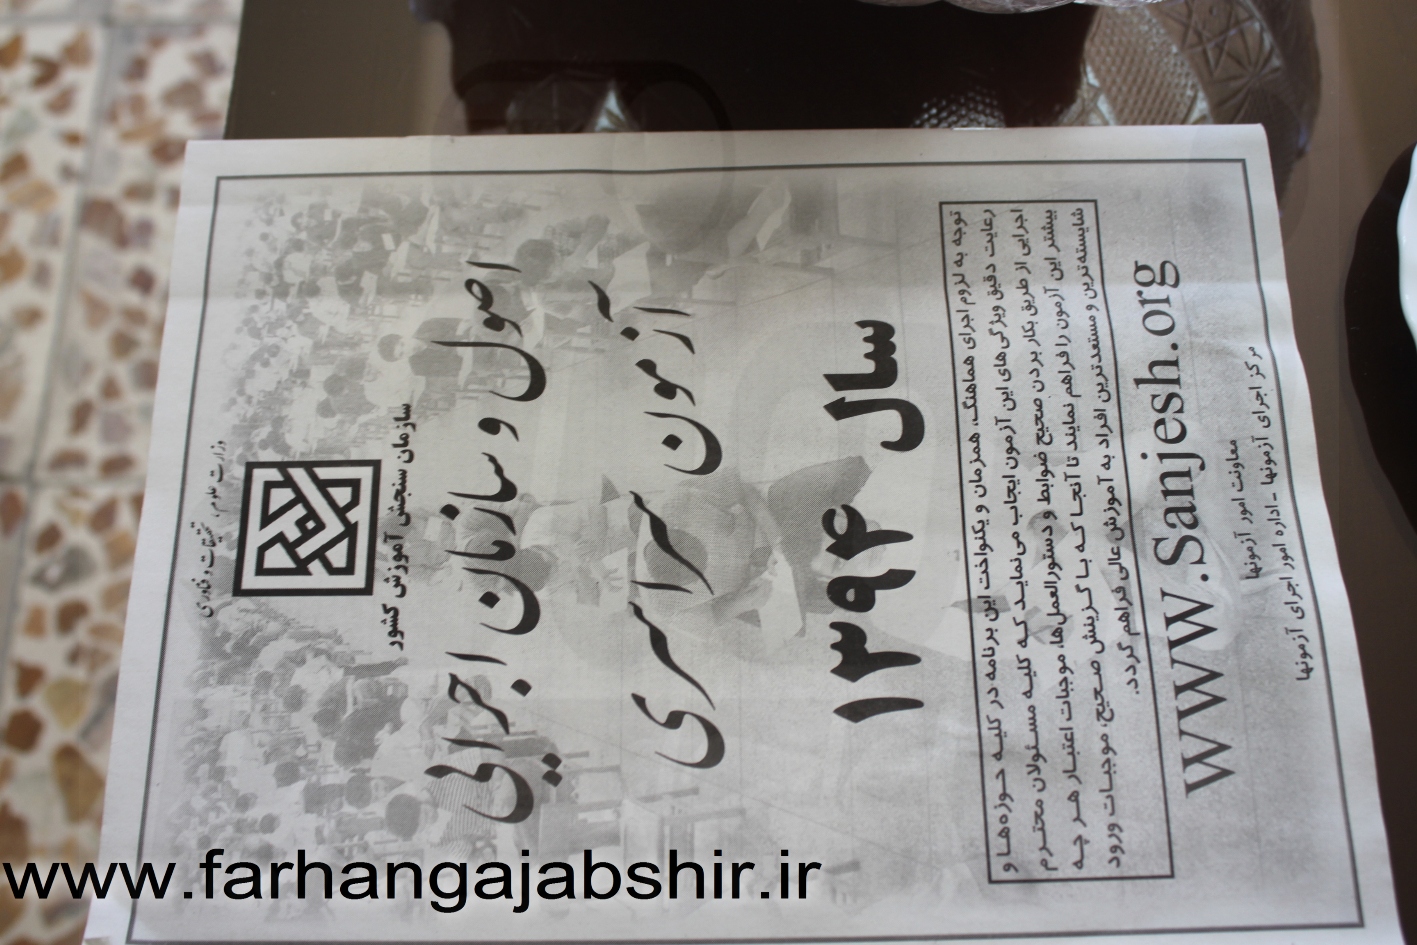 وزارت علوم، تحقیقات و فناوری
سازمان سنجش آموزش کشور
اصول و سازمان اجرایی
آزمون سراسری
سال ۱۳۹۴
توجه به لزوم اجرای هماهنگ، همزمان و یکنواخت این برنامه در کلیه حوزه‌ها و
رعایت دقیق ویژگی‌های این آزمون ایجاب می‌نماید که کلیه مسئولان محترم
اجرایی از طریق بکار بردن صحیح ضوابط و دستورالعمل‌ها، موجبات اعتبار هر چه
بیشتر این آزمون را فراهم نمایند تا آنجا که با گزینش صحیح، موجبات ورود
شایسته‌ترین و مستعدترین افراد به آموزش عالی فراهم گردد.
www.Sanjesh.org
معاونت امور آزمونها
مرکز اجرای آزمونها - اداره امور اجرای آزمونها
www.farhangajabshir.ir